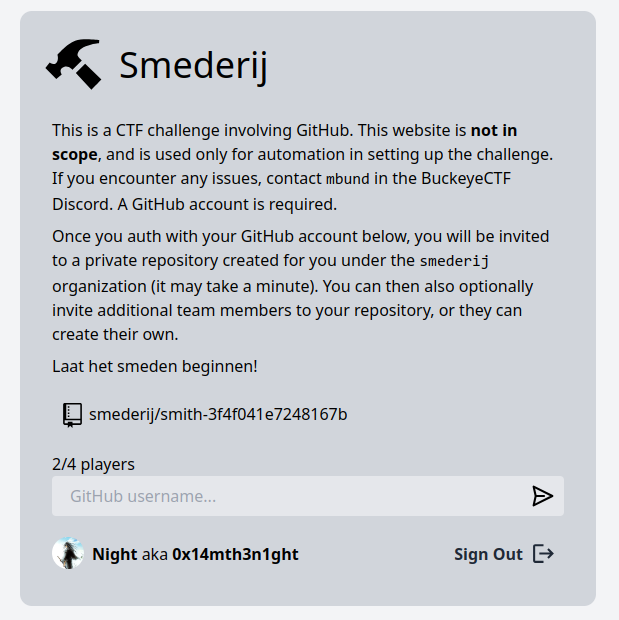 Smederij
This is a CTF challenge involving GitHub. This website is not in
scope, and is used only for automation in setting up the challenge.
If you encounter any issues, contact mbund in the BuckeyeCTF
Discord. A GitHub account is required.
Once you auth with your GitHub account below, you will be invited
to a private repository created for you under the smederij
organization (it may take a minute). You can then also optionally
invite additional team members to your repository, or they can
create their own.
Laat het smeden beginnen!
smederij/smith-3f4f041e7248167b
2/4 players
GitHub username...
Night aka 0x14mth3n1ght
Sign Out